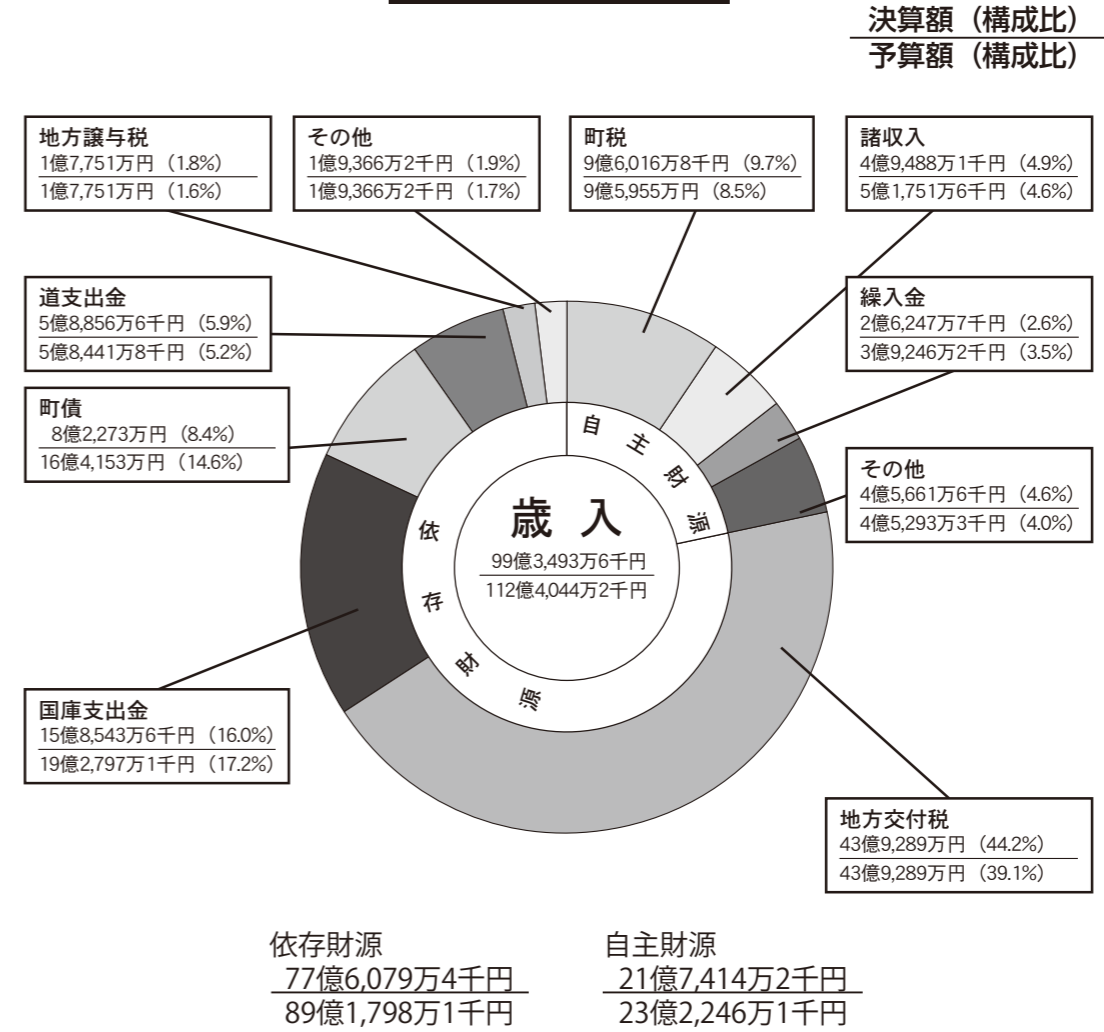 決算額（構成比）
予算額（構成比）
地方譲与税
1億7,751万円（1.8%）
1億7,751万円（1.6%）
その他
1億9,366万2千円（1.9%）
1億9,366万2千円（1.7%）
町税
9億6,016万8千円（9.7%）
9億5,955万円（8.5%）
諸収入
4億9,488万1千円（4.9%）
5億1,751万6千円（4.6%）
道支出金
5億8,856万6千円（5.9%）
5億8,441万8千円（5.2%）
繰入金
2億6,247万7千円（2.6%）
3億9,246万2千円（3.5%）
町債
8億2,273万円（8.4%）
16億4,153万円（14.6%）
その他
4億5,661万6千円（4.6%）
4億5,293万3千円（4.0%）
自主財源
依存財源
歳入
99億3,493万6千円
112億4,044万2千円
国庫支出金
15億8,543万6千円（16.0%）
19億2,797万1千円（17.2%）
地方交付税
43億9,289万円（44.2%）
43億9,289万円（39.1%）
依存財源
77億6,079万4千円
89億1,798万1千円
自主財源
21億7,414万2千円
23億2,246万1千円